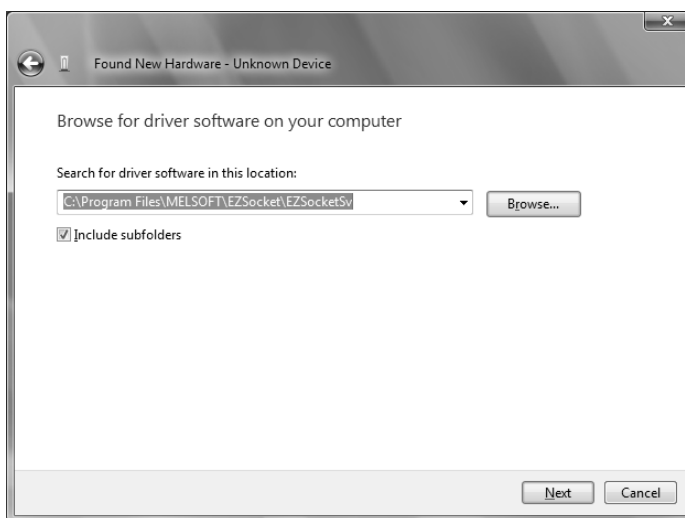 Found New Hardware - Unknown Device
Browse for driver software on your computer
Search for driver software in this location:
C:\Program Files\MELSOFT\EZSocket\EZSocketSv
Browse...
Include subfolders
Next
Cancel